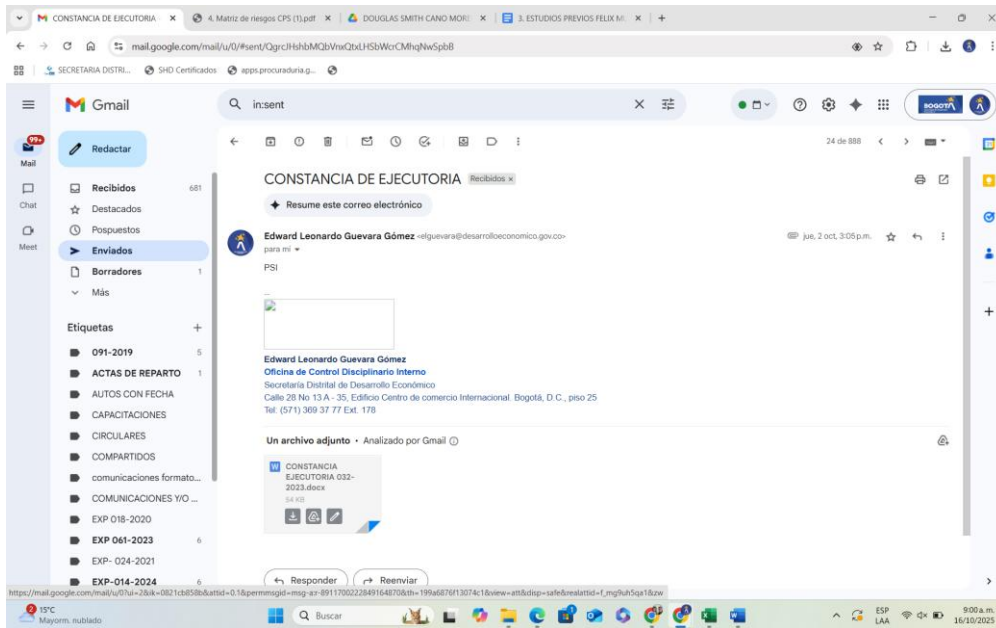 CONSTANCIA DE EJECUTORIA
4. Matriz de riesgos CPS (1).pdf
DOUGLAS SMITH CANO MOR
3. ESTUDIOS PREVIOS FELIX M
mail.google.com/mail/u/0/#sent/QgrcJHshbMQbVnxQtxLHSbWcrCMhqNwSpbB
SECRETARIA DISTRI...
SHD Certificados
apps.procuraduria.g...
Gmail
in:sent
BOGOTÁ
99+
Mail
Chat
Meet
Redactar
24 de 888
Recibidos 681
Destacados
Pospuestos
Enviados
Borradores 1
Más
Etiquetas
091-2019 5
ACTAS DE REPARTO 1
AUTOS CON FECHA
CAPACITACIONES
CIRCULARES
COMPARTIDOS
comunicaciones formato...
COMUNICACIONES Y/O ...
EXP 018-2020
EXP 061-2023 6
EXP- 024-2021
EXP-014-2024 6
CONSTANCIA DE EJECUTORIA Recibidos x
Resume este correo electrónico
Edward Leonardo Guevara Gómez <elguevara@desarrolloeconomico.gov.co>
jue, 2 oct, 3:05 p.m.
para mí
PSI
--
Edward Leonardo Guevara Gómez
Oficina de Control Disciplinario Interno
Secretaría Distrital de Desarrollo Económico
Calle 28 No 13 A - 35, Edificio Centro de comercio Internacional. Bogotá, D.C., piso 25
Tel: (571) 369 37 77 Ext. 178
Un archivo adjunto • Analizado por Gmail
W CONSTANCIA
EJECUTORIA 032-
2023.docx
54 KB
Responder
Reenviar
15°C
Mayorm. nublado
Buscar
ESP
LAA
9:00 a.m.
16/10/2025